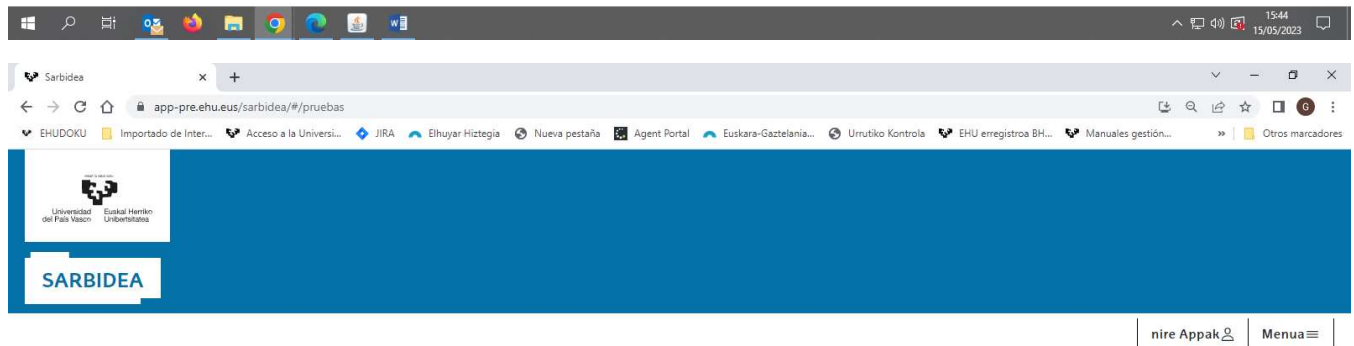 15:44
15/05/2023
Sarbidea
app-pre.ehu.eus/sarbidea/#/pruebas
EHUDOKU Importado de Inter... Acceso a la Universi... JIRA Elhuyar Hiztegia Nueva pestaña Agent Portal Euskara-Gaztelania... Urrutiko Kontrola EHU erregistroa BH... Manuales gestión... » Otros marcadores
Universidad Euskal Herriko
del País Vasco Unibertsitatea
SARBIDEA
nire Appak Menua